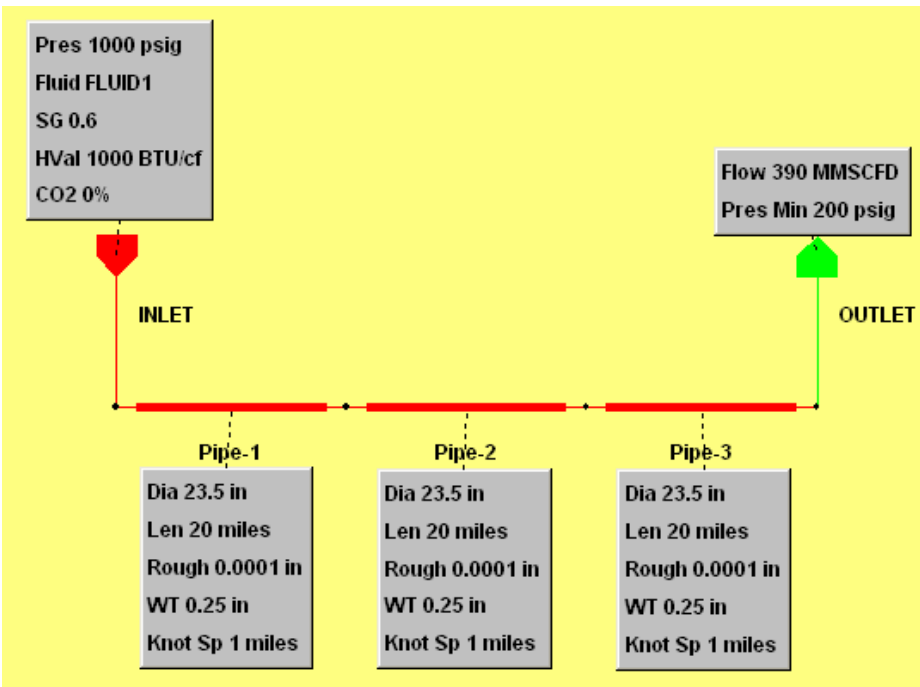 Pres 1000 psig
Fluid FLUID1
SG 0.6
HVal 1000 BTU/cf
CO2 0%
Flow 390 MMSCFD
Pres Min 200 psig
INLET
OUTLET
Pipe-1
Pipe-2
Pipe-3
Dia 23.5 in
Len 20 miles
Rough 0.0001 in
WT 0.25 in
Knot Sp 1 miles
Dia 23.5 in
Len 20 miles
Rough 0.0001 in
WT 0.25 in
Knot Sp 1 miles
Dia 23.5 in
Len 20 miles
Rough 0.0001 in
WT 0.25 in
Knot Sp 1 miles